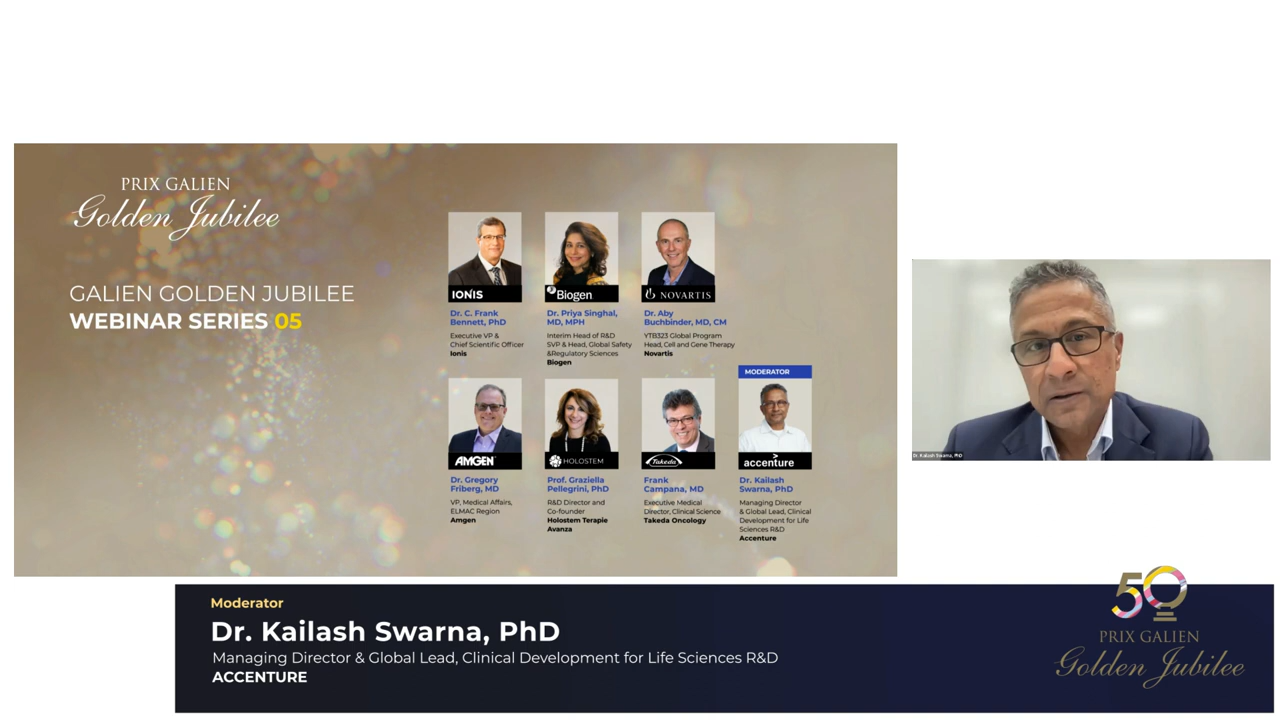 PRIX GALIEN
Golden Jubilee
GALIEN GOLDEN JUBILEE
WEBINAR SERIES 05
IONIS
Biogen
NOVARTIS
Dr. C. Frank
Bennett, PhD
Executive VP &
Chief Scientific Officer
Ionis
Dr. Priya Singhal,
MD, MPH
Interim Head of R&D
SVP & Head, Global Safety
&Regulatory Sciences
Biogen
Dr. Aby
Buchbinder, MD, CM
YTB323 Global Program
Head, Cell and Gene Therapy
Novartis
MODERATOR
AMGEN
HOLOSTEM
Takeda
accenture
Dr. Gregory
Friberg, MD
VP, Medical Affairs,
ELMAC Region
Amgen
Prof. Graziella
Pellegrini, PhD
R&D Director and
Co-founder
Holostem Terapie
Avanza
Frank
Campana, MD
Executive Medical
Director, Clinical Science
Takeda Oncology
Dr. Kailash
Swarna, PhD
Managing Director
& Global Lead, Clinical
Development for Life
Sciences R&D
Accenture
Dr. Kailash Swarna, PhD
Moderator
Dr. Kailash Swarna, PhD
Managing Director & Global Lead, Clinical Development for Life Sciences R&D
ACCENTURE
50
PRIX GALIEN
Golden Jubilee